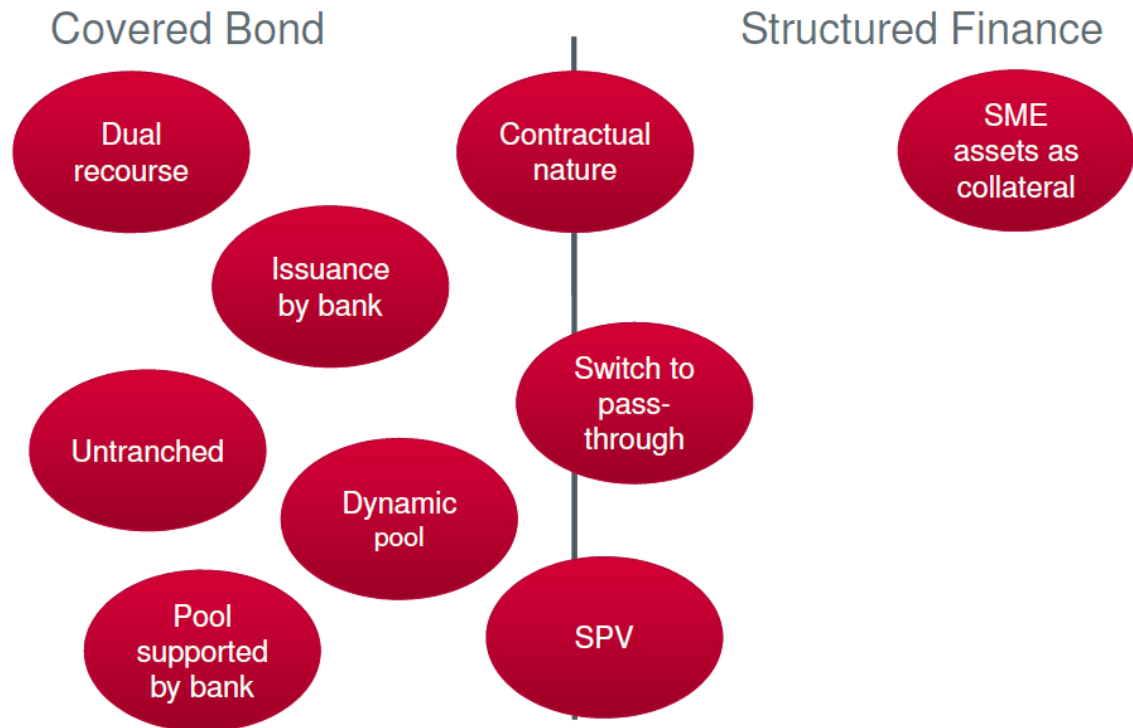 Covered Bond
Structured Finance
Dual
recourse
Contractual
nature
SME
assets as
collateral
Issuance
by bank
Switch to
pass-
through
Untranched
Dynamic
pool
Pool
supported
by bank
SPV